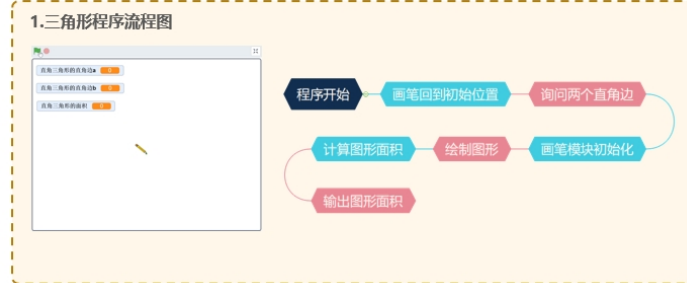 1.三角形程序流程图
直角三角形的直角边a 0
直角三角形的直角边b 0
直角三角形的面积 0
程序开始 画笔回到初始位置 询问两个直角边
计算图形面积 绘制图形 画笔模块初始化
输出图形面积